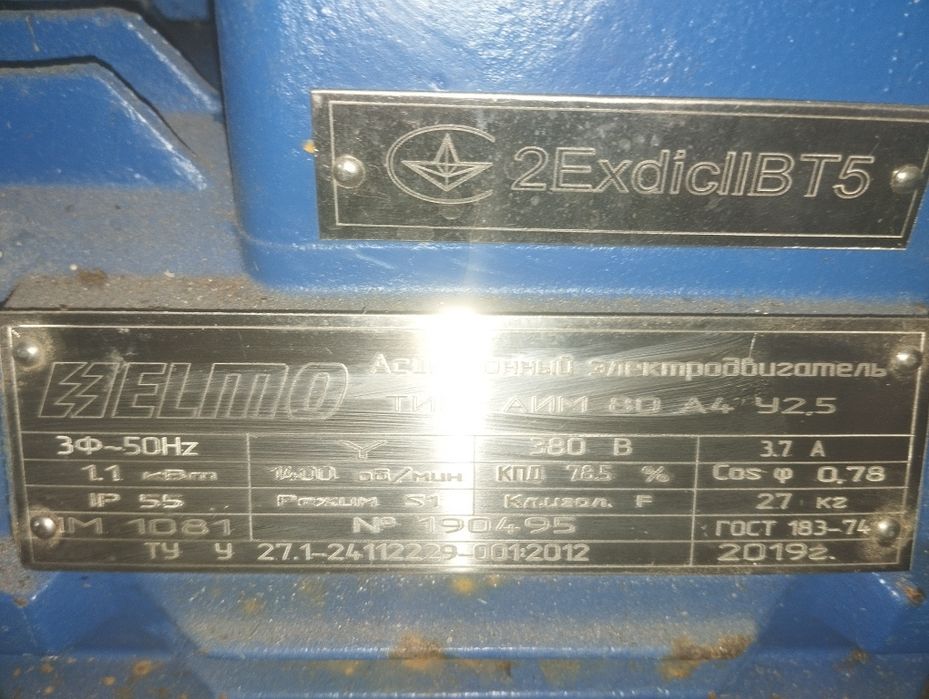 2ExdicIIBT5
ELMO
Асинхронный электродвигатель
ТИП АИМ 80 А4 У2,5
3Ф~50Hz Y 380 В 3.7 А
1.1 кВт 1400 об/мин КПД 78.5 % Cos φ 0,78
IP 55 Режим S1 Кл.изол. F 27 кг
IM 1081 № 190495 ГОСТ 183-74
ТУ У 27.1-24112229-001:2012 2019г.